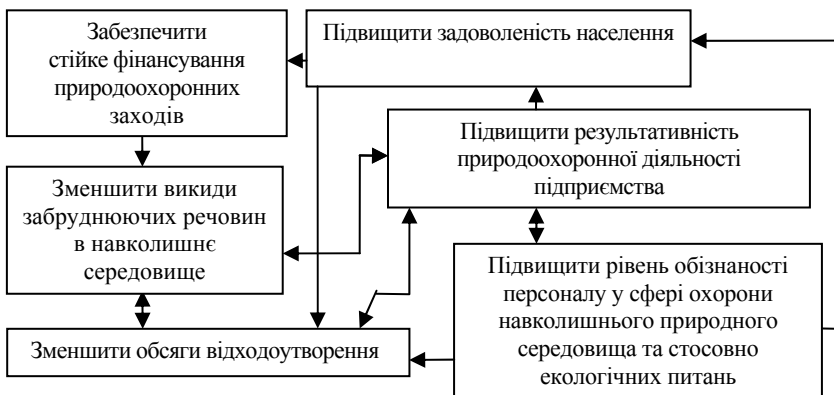 Забезпечити
стійке фінансування
природоохоронних
заходів
Підвищити задоволеність населення
Підвищити результативність
природоохоронної діяльності
підприємства
Зменшити викиди
забруднюючих речовин
в навколишнє
середовище
Підвищити рівень обізнаності
персоналу у сфері охорони
навколишнього природного
середовища та стосовно
екологічних питань
Зменшити обсяги відходоутворення